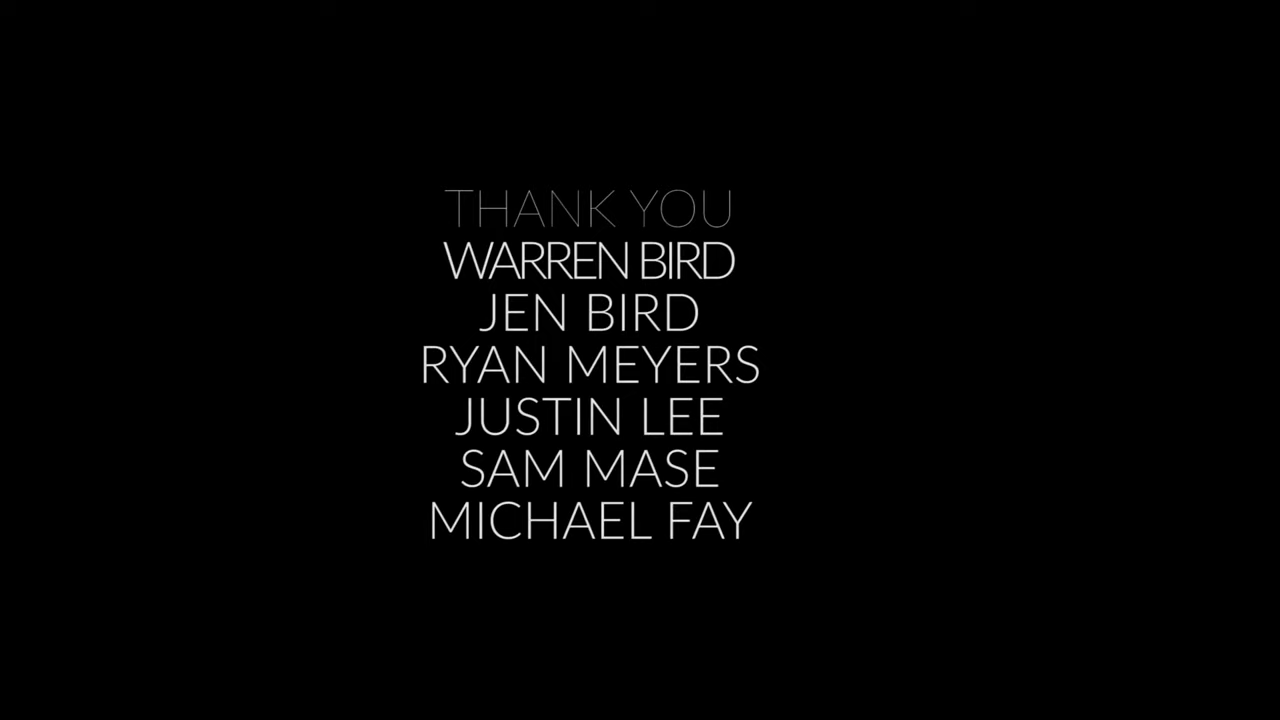 THANK YOU
WARREN BIRD
JEN BIRD
RYAN MEYERS
JUSTIN LEE
SAM MASE
MICHAEL FAY